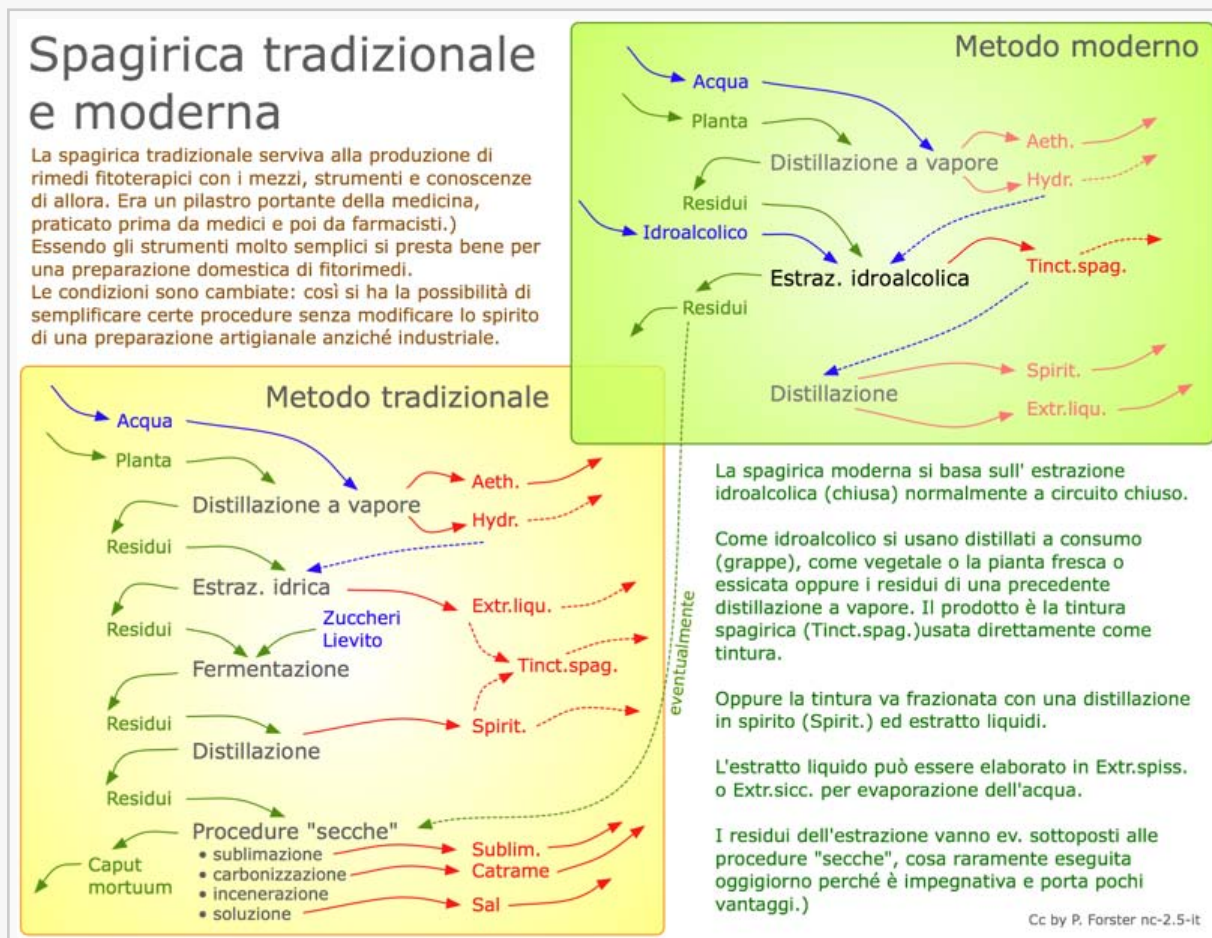 Spagirica tradizionale
e moderna
La spagirica tradizionale serviva alla produzione di
rimedi fitoterapici con i mezzi, strumenti e conoscenze
di allora. Era un pilastro portante della medicina,
praticato prima da medici e poi da farmacisti.)
Essendo gli strumenti molto semplici si presta bene per
una preparazione domestica di fitorimedi.
Le condizioni sono cambiate: così si ha la possibilità di
semplificare certe procedure senza modificare lo spirito
di una preparazione artigianale anziché industriale.
Metodo moderno
Acqua
Planta
Distillazione a vapore
Aeth.
Hydr.
Residui
Idroalcolico
Estraz. idroalcolica
Tinct.spag.
Residui
Distillazione
Spirit.
Extr.liqu.
Metodo tradizionale
Acqua
Planta
Distillazione a vapore
Aeth.
Hydr.
Residui
Estraz. idrica
Extr.liqu.
Zuccheri
Lievito
Residui
Fermentazione
Tinct.spag.
Residui
Spirit.
Distillazione
Residui
Procedure "secche"
• sublimazione
• carbonizzazione
• incenerazione
• soluzione
Sublim.
Catrame
Sal
Caput
mortuum
eventualmente
La spagirica moderna si basa sull' estrazione
idroalcolica (chiusa) normalmente a circuito chiuso.
Come idroalcolico si usano distillati a consumo
(grappe), come vegetale o la pianta fresca o
essicata oppure i residui di una precedente
distillazione a vapore. Il prodotto è la tintura
spagirica (Tinct.spag.)usata direttamente come
tintura.
Oppure la tintura va frazionata con una distillazione
in spirito (Spirit.) ed estratto liquidi.
L'estratto liquido può essere elaborato in Extr.spiss.
o Extr.sicc. per evaporazione dell'acqua.
I residui dell'estrazione vanno ev. sottoposti alle
procedure "secche", cosa raramente eseguita
oggigiorno perché è impegnativa e porta pochi
vantaggi.)
Cc by P. Forster nc-2.5-it